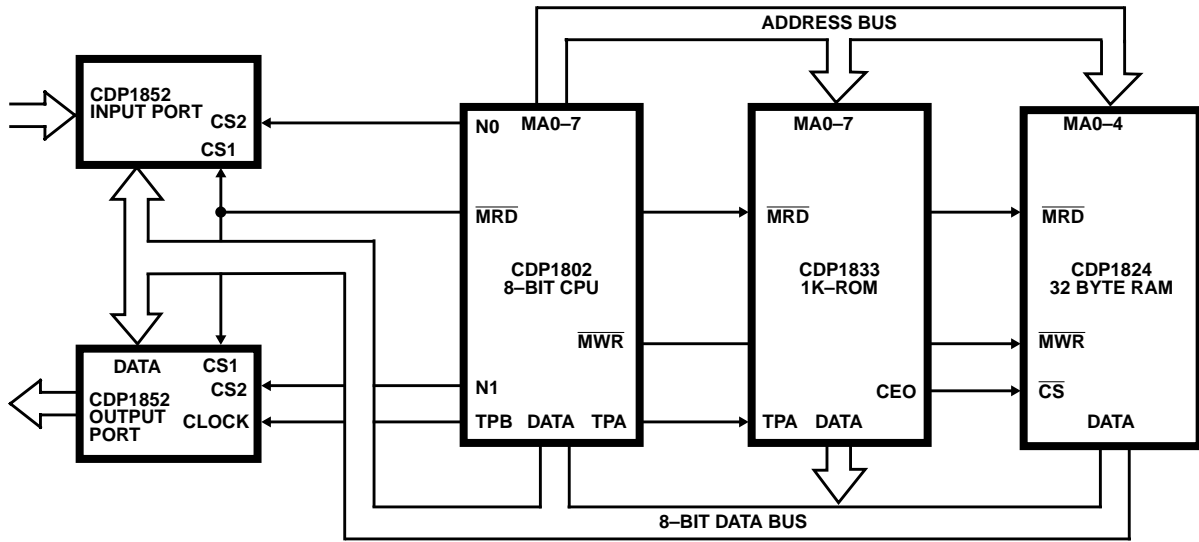 ADDRESS BUS
CDP1852
INPUT PORT
CS2
CS1
N0
MA0–7
MRD
CDP1802
8–BIT CPU
MWR
N1
TPB
DATA
TPA
MA0–7
MRD
CDP1833
1K–ROM
CEO
TPA
DATA
MA0–4
MRD
CDP1824
32 BYTE RAM
MWR
CS
DATA
DATA
CS1
CS2
CDP1852
OUTPUT
PORT
CLOCK
8–BIT DATA BUS